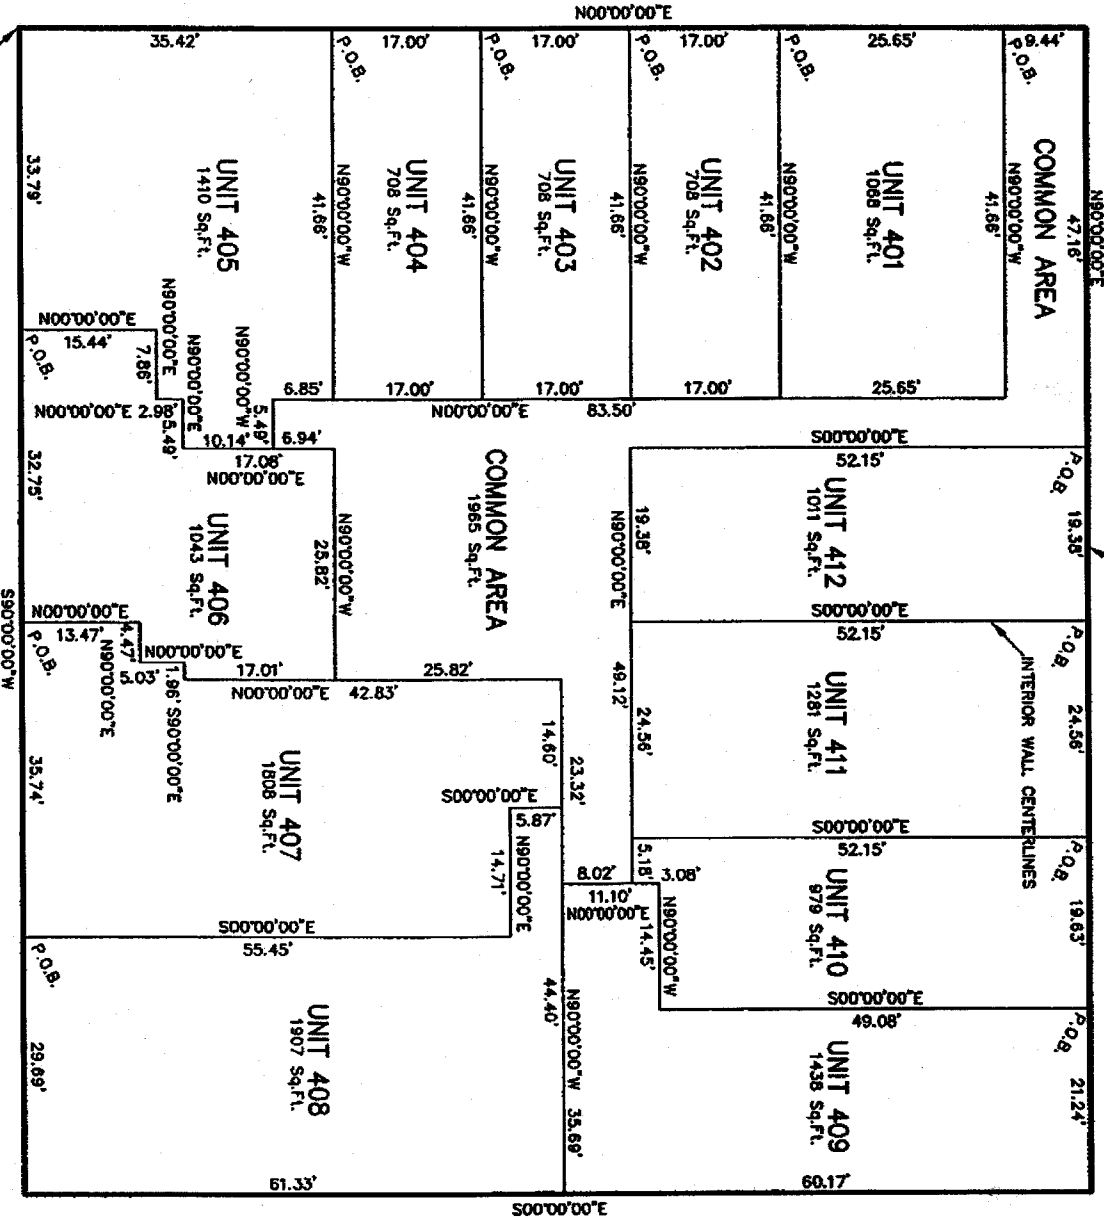 N00°00'00"E
35.42'
17.00'
17.00'
17.00'
25.65'
9.44'
P.O.B.
P.O.B.
P.O.B.
P.O.B.
P.O.B.
COMMON AREA
N90°00'00"E
47.16'
N90°00'00"W
41.66'
UNIT 401
1068 Sq.Ft.
N90°00'00"W
41.66'
UNIT 402
708 Sq.Ft.
N90°00'00"W
41.66'
UNIT 403
708 Sq.Ft.
N90°00'00"W
41.66'
UNIT 404
708 Sq.Ft.
N90°00'00"W
41.66'
UNIT 405
1410 Sq.Ft.
33.79'
N00°00'00"E
15.44'
P.O.B.
N90°00'00"E
7.86'
N00°00'00"E 2.98'
N90°00'00"E
5.49'
N90°00'00"W
5.49'
6.85'
17.00'
17.00'
17.00'
25.65'
N00°00'00"E
83.50'
10.14'
6.94'
17.08'
N00°00'00"E
COMMON AREA
1965 Sq.Ft.
S00°00'00"E
52.15'
P.O.B.
19.38'
UNIT 412
1011 Sq.Ft.
19.38'
N90°00'00"E
32.75'
UNIT 406
1043 Sq.Ft.
N90°00'00"W
25.82'
S00°00'00"E
52.15'
P.O.B.
INTERIOR WALL CENTERLINES
S90°00'00"W
N00°00'00"E
13.47'
P.O.B.
4.47'
N90°00'00"E
N00°00'00"E
5.03'
1.96' S90°00'00"E
17.01'
N00°00'00"E
42.83'
25.82'
49.12'
24.56'
UNIT 411
1281 Sq.Ft.
24.56'
35.74'
UNIT 407
1808 Sq.Ft.
14.60'
23.32'
S00°00'00"E
5.87'
N90°00'00"E
14.71'
S00°00'00"E
52.15'
P.O.B.
5.18'
3.08'
8.02'
11.10'
N00°00'00"E
14.45'
N90°00'00"W
UNIT 410
979 Sq.Ft.
19.63'
S00°00'00"E
55.45'
P.O.B.
44.40'
N90°00'00"W
35.69'
S00°00'00"E
49.08'
P.O.B.
29.69'
UNIT 408
1907 Sq.Ft.
UNIT 409
1438 Sq.Ft.
21.24'
61.33'
60.17'
S00°00'00"E